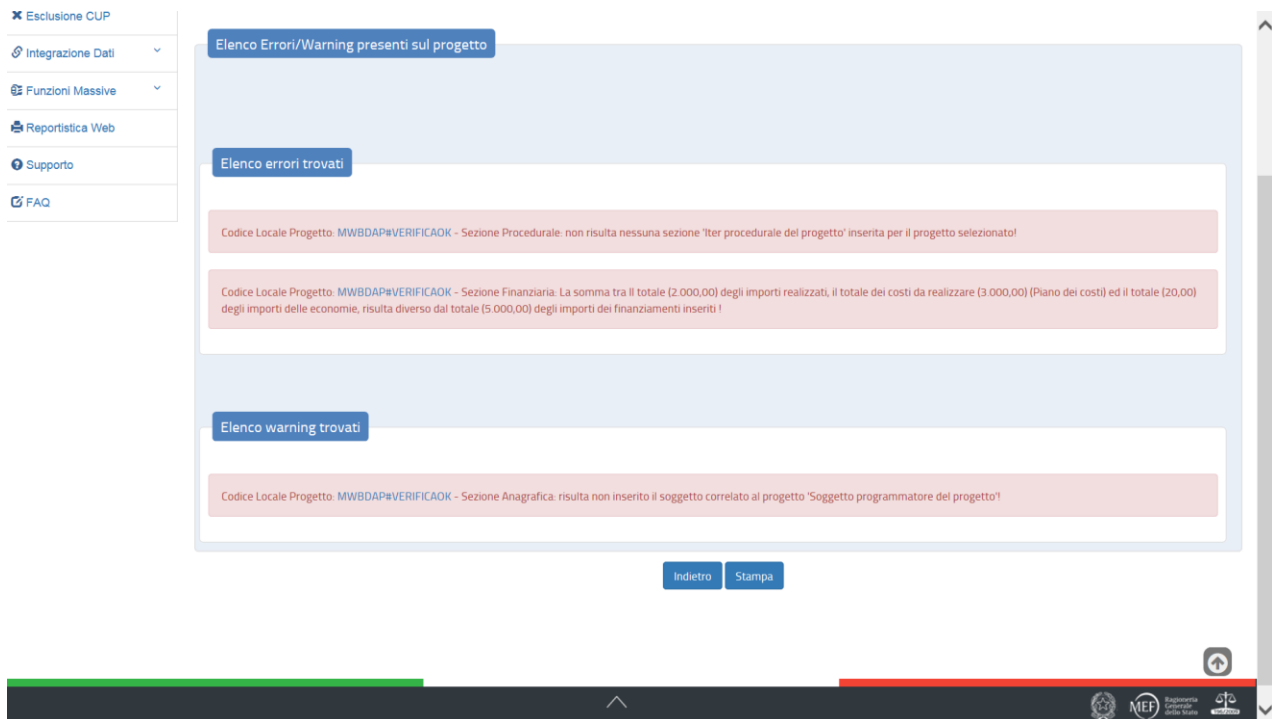 Esclusione CUP
Integrazione Dati
Funzioni Massive
Reportistica Web
Supporto
FAQ
Elenco Errori/Warning presenti sul progetto
Elenco errori trovati
Codice Locale Progetto: MWBDAP#VERIFICAOK - Sezione Procedurale: non risulta nessuna sezione 'Iter procedurale del progetto' inserita per il progetto selezionato!
Codice Locale Progetto: MWBDAP#VERIFICAOK - Sezione Finanziaria: La somma tra Il totale (2.000,00) degli importi realizzati, il totale dei costi da realizzare (3.000,00) (Piano dei costi) ed il totale (20,00)
degli importi delle economie, risulta diverso dal totale (5.000,00) degli importi dei finanziamenti inseriti !
Elenco warning trovati
Codice Locale Progetto: MWBDAP#VERIFICAOK - Sezione Anagrafica: risulta non inserito il soggetto correlato al progetto 'Soggetto programmatore del progetto'!
Indietro Stampa
MEF Ragioneria
Generale
dello Stato